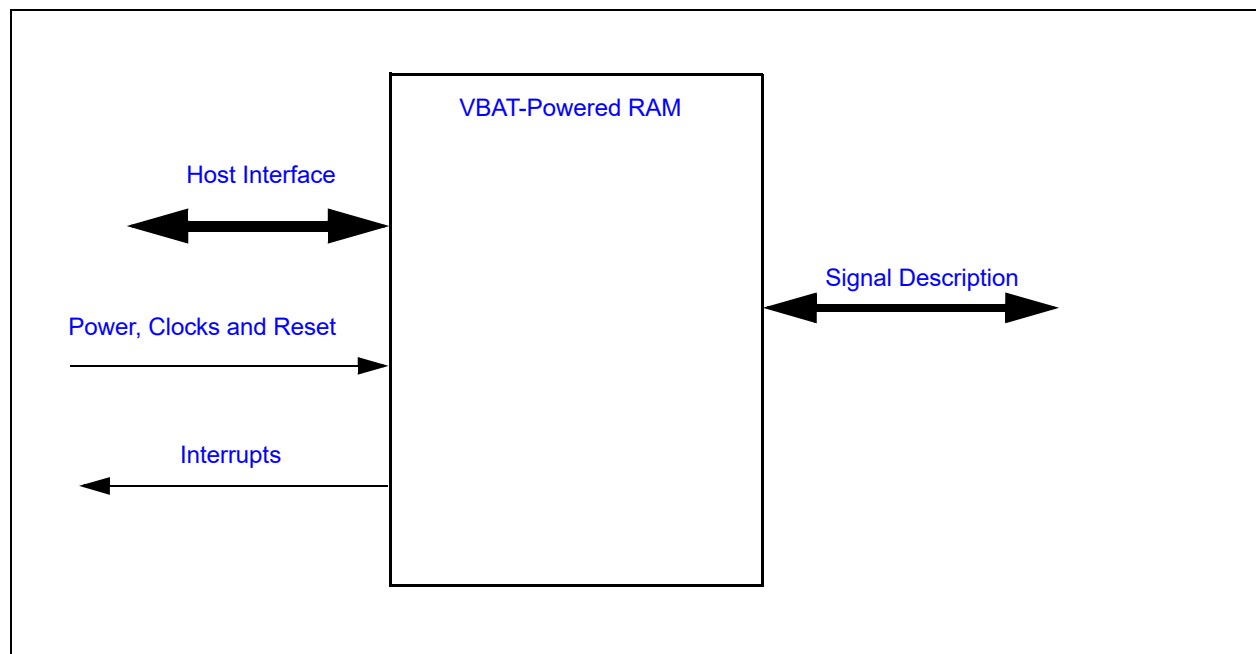 VBAT-Powered RAM
Host Interface
Signal Description
Power, Clocks and Reset
Interrupts